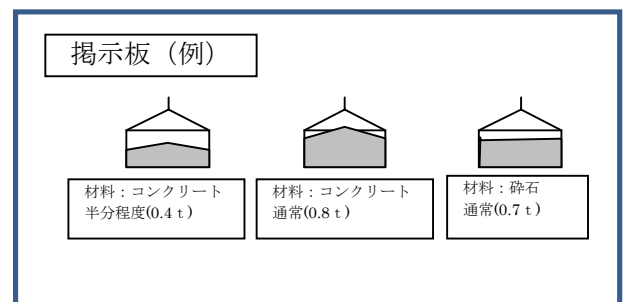 掲示板（例）
材料：コンクリート
半分程度(0.4ｔ)
材料：コンクリート
通常(0.8ｔ)
材料：砕石
通常(0.7ｔ)